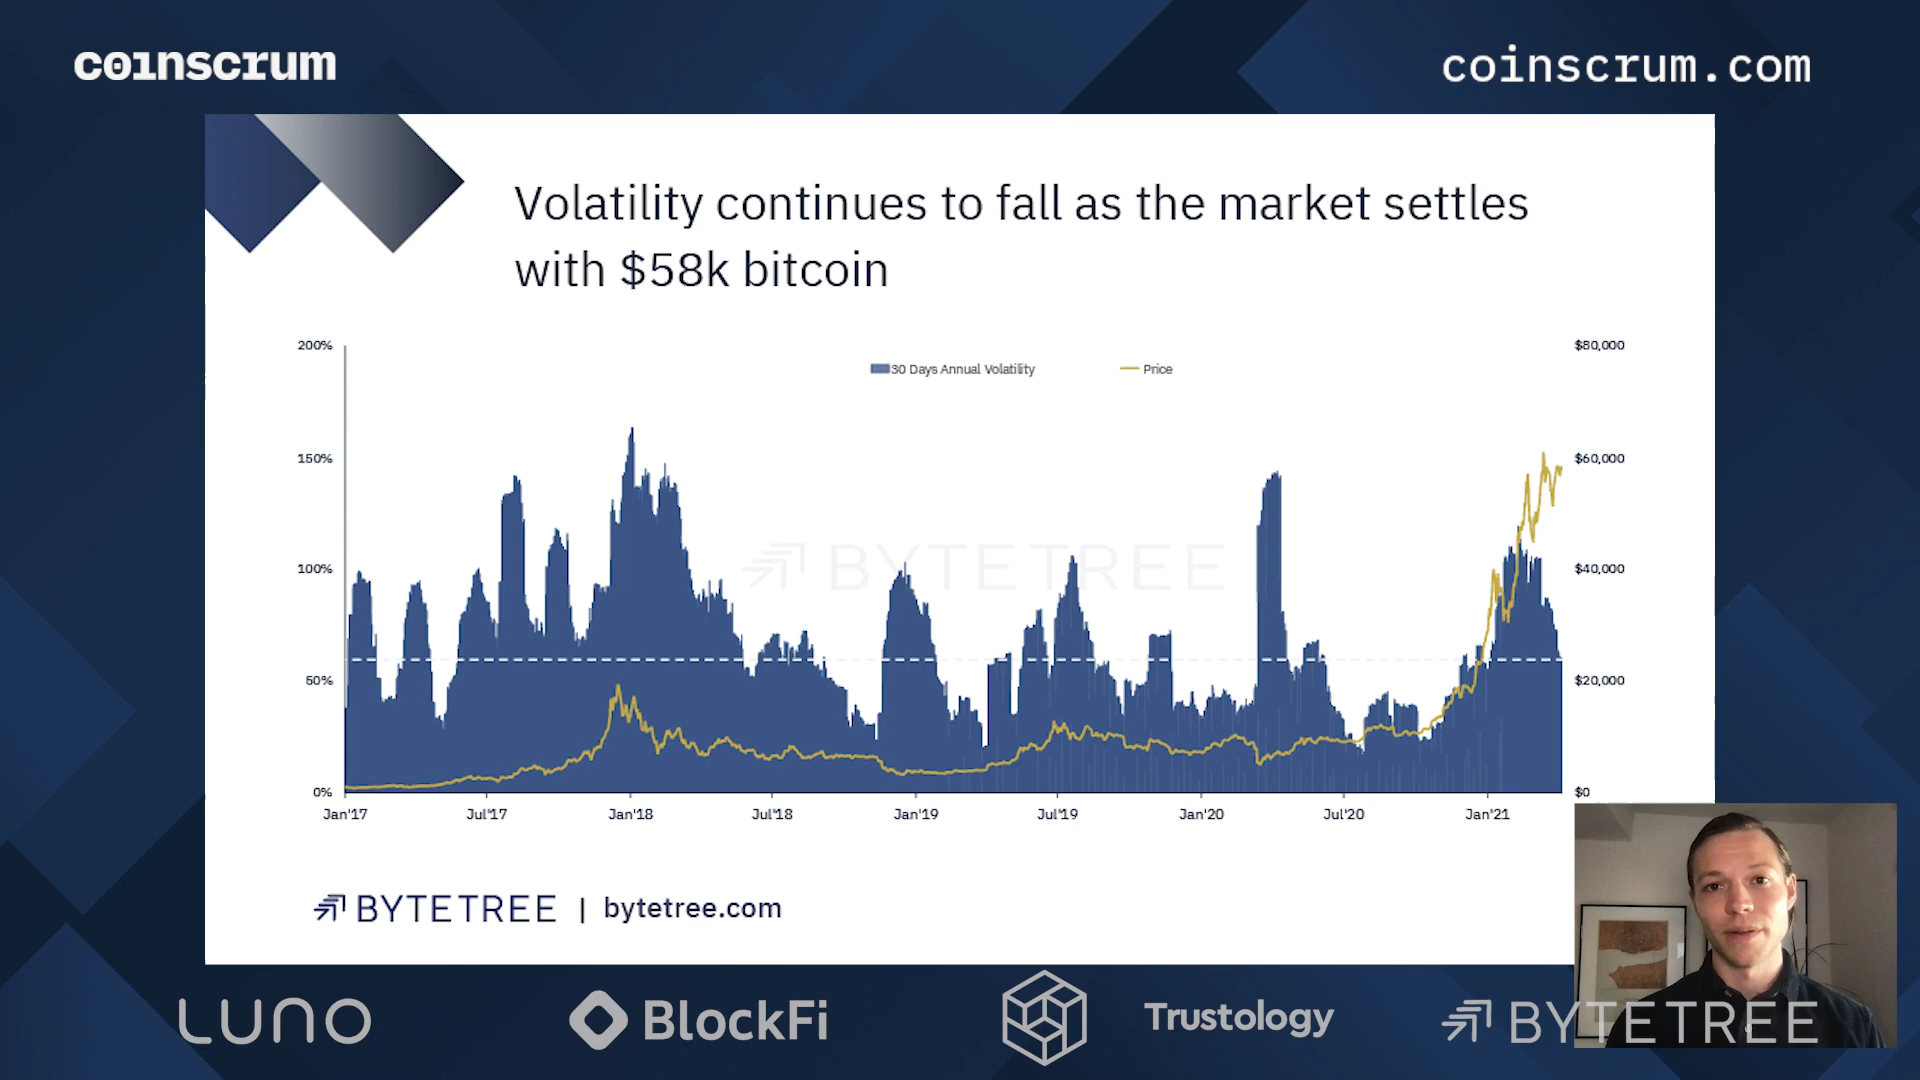 coinscrum
coinscrum.com
Volatility continues to fall as the market settles
with $58k bitcoin
200%
150%
100%
50%
0%
30 Days Annual Volatility
Price
$80,000
$60,000
$40,000
$20,000
$0
BYTETREE
Jan'17
Jul'17
Jan'18
Jul'18
Jan'19
Jul'19
Jan'20
Jul'20
Jan'21
BYTETREE | bytetree.com
LUNO
BlockFi
Trustology
BYTETREE